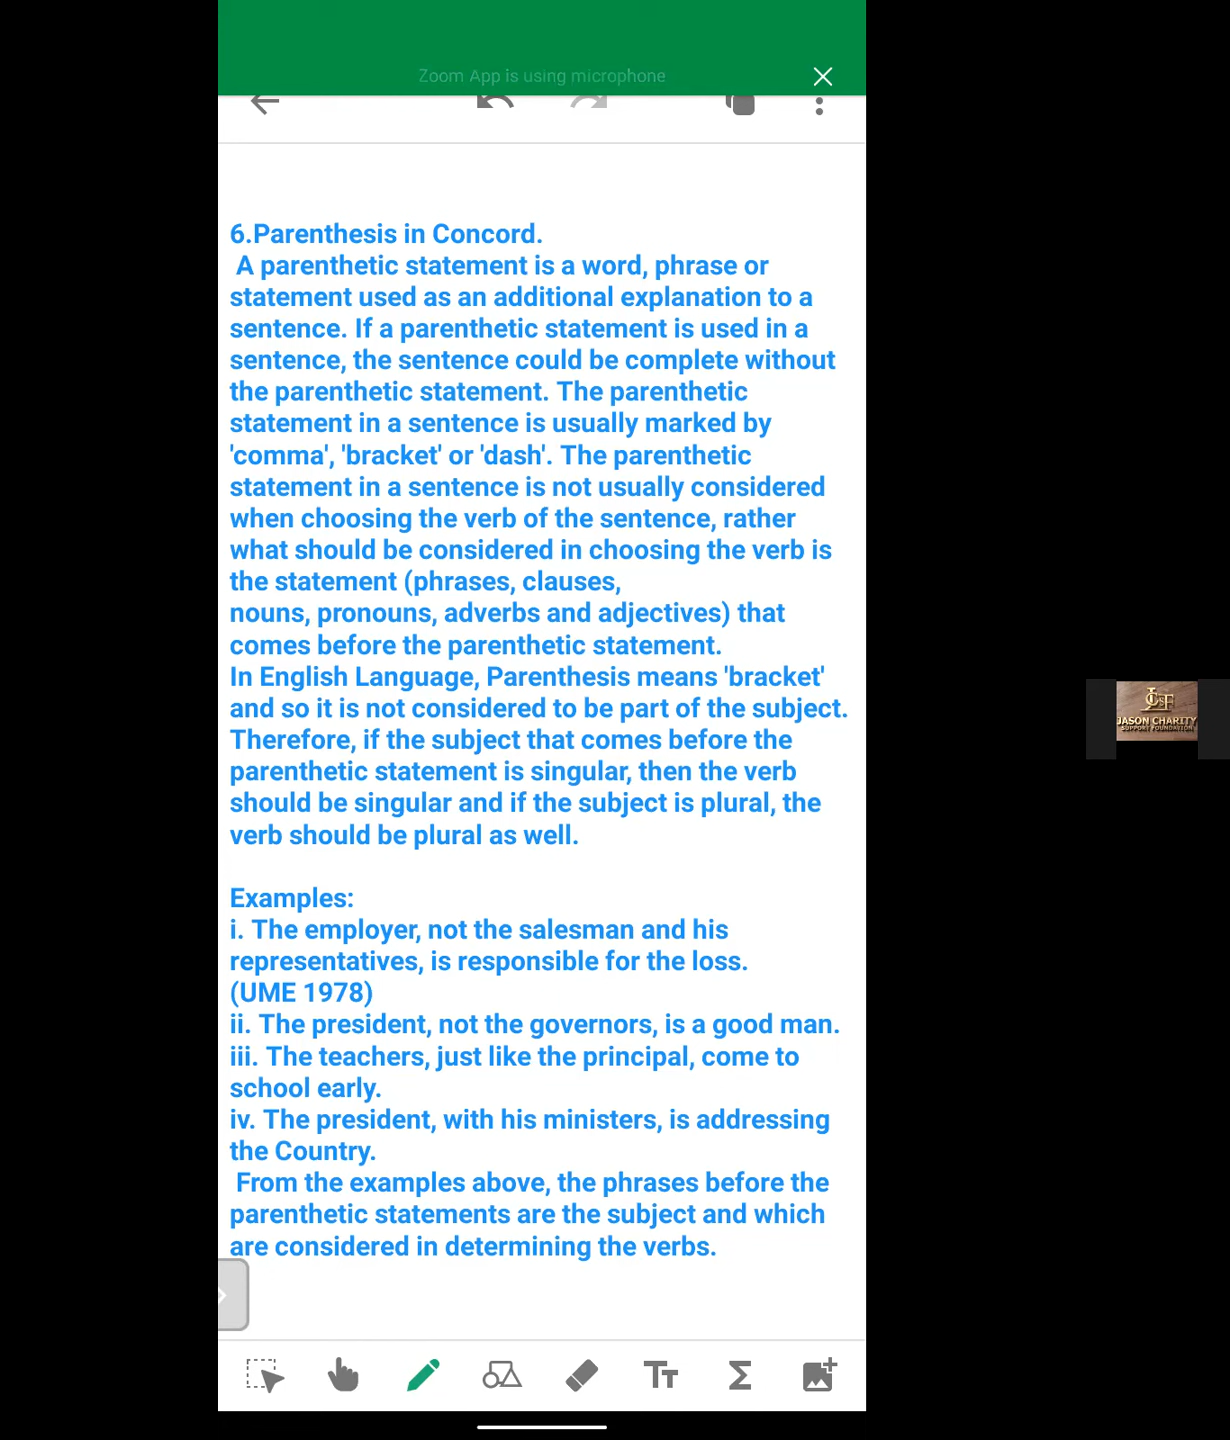 Zoom App is using microphone
6.Parenthesis in Concord.
A parenthetic statement is a word, phrase or
statement used as an additional explanation to a
sentence. If a parenthetic statement is used in a
sentence, the sentence could be complete without
the parenthetic statement. The parenthetic
statement in a sentence is usually marked by
'comma', 'bracket' or 'dash'. The parenthetic
statement in a sentence is not usually considered
when choosing the verb of the sentence, rather
what should be considered in choosing the verb is
the statement (phrases, clauses,
nouns, pronouns, adverbs and adjectives) that
comes before the parenthetic statement.
In English Language, Parenthesis means 'bracket'
and so it is not considered to be part of the subject.
Therefore, if the subject that comes before the
parenthetic statement is singular, then the verb
should be singular and if the subject is plural, the
verb should be plural as well.
Examples:
i. The employer, not the salesman and his
representatives, is responsible for the loss.
(UME 1978)
ii. The president, not the governors, is a good man.
iii. The teachers, just like the principal, come to
school early.
iv. The president, with his ministers, is addressing
the Country.
From the examples above, the phrases before the
parenthetic statements are the subject and which
are considered in determining the verbs.
Tт
Σ
JASON CHARITY
SUPPORT FOUNDATION